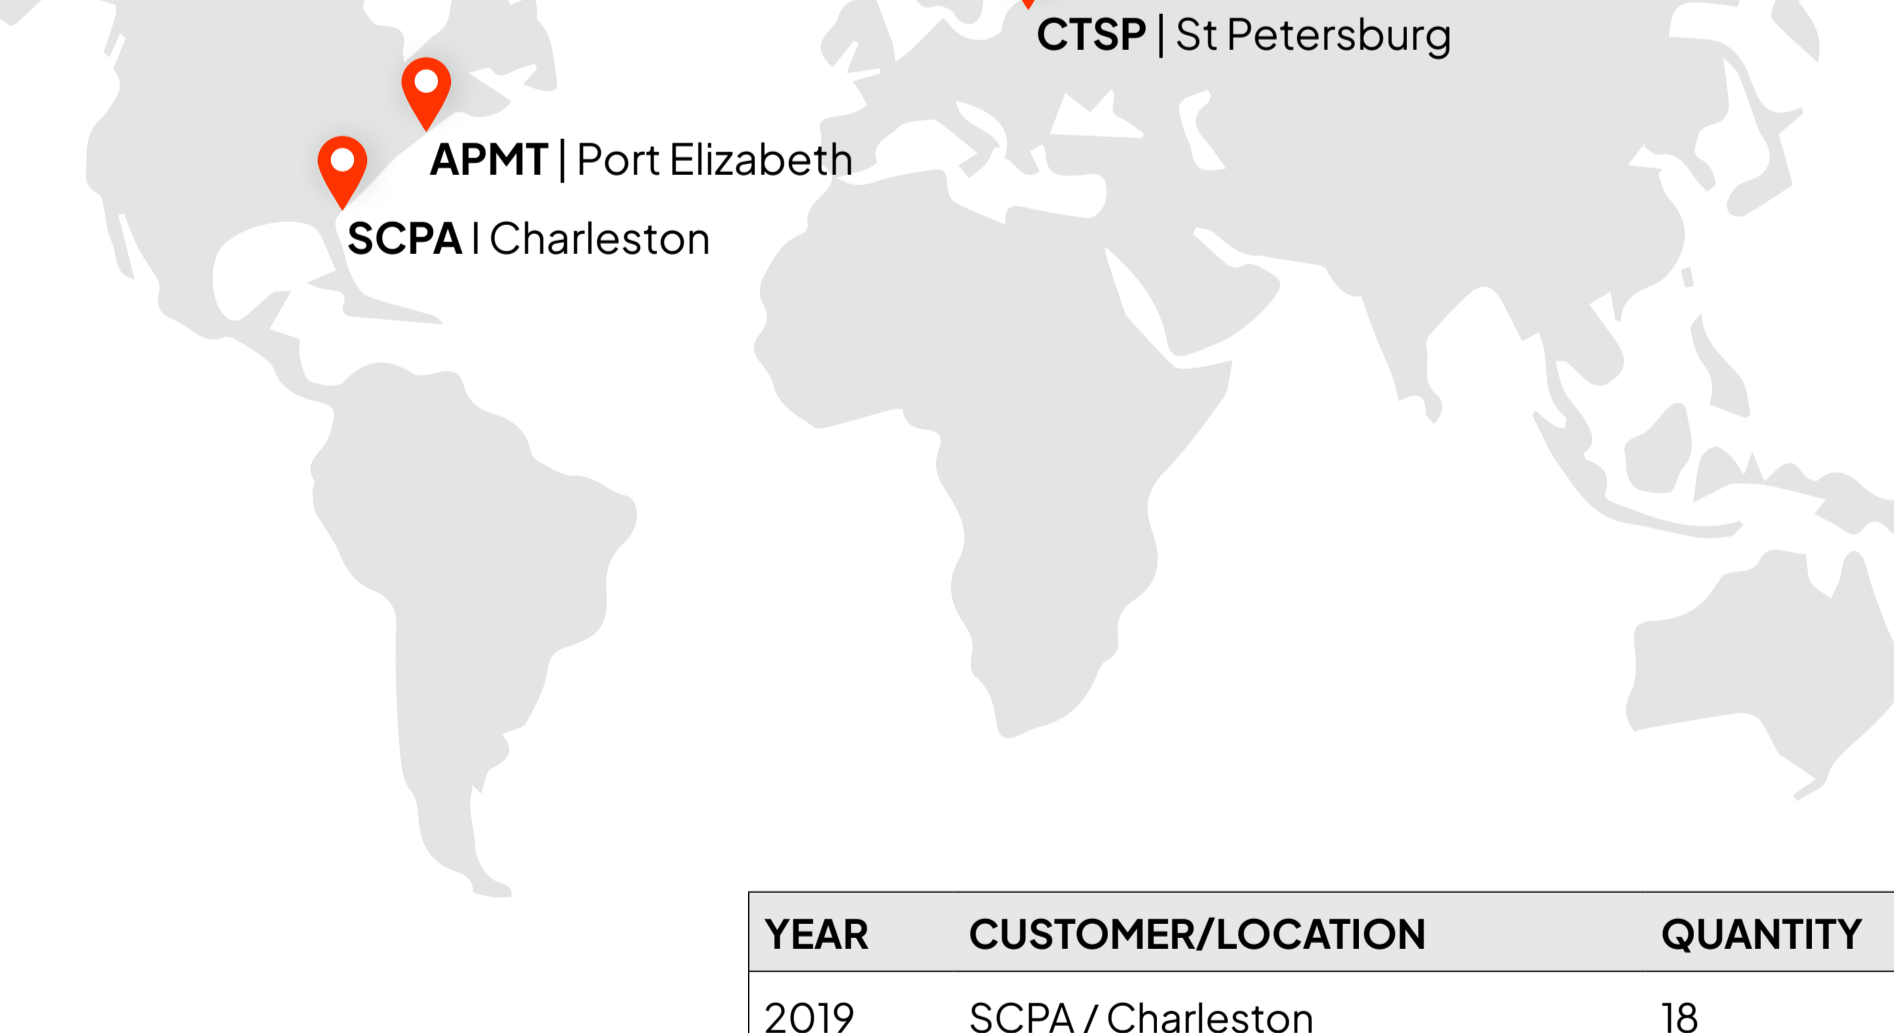 CTSP | St Petersburg
APMT | Port Elizabeth
SCPA I Charleston
YEAR CUSTOMER/LOCATION QUANTITY
2019 SCPA / Charleston 18